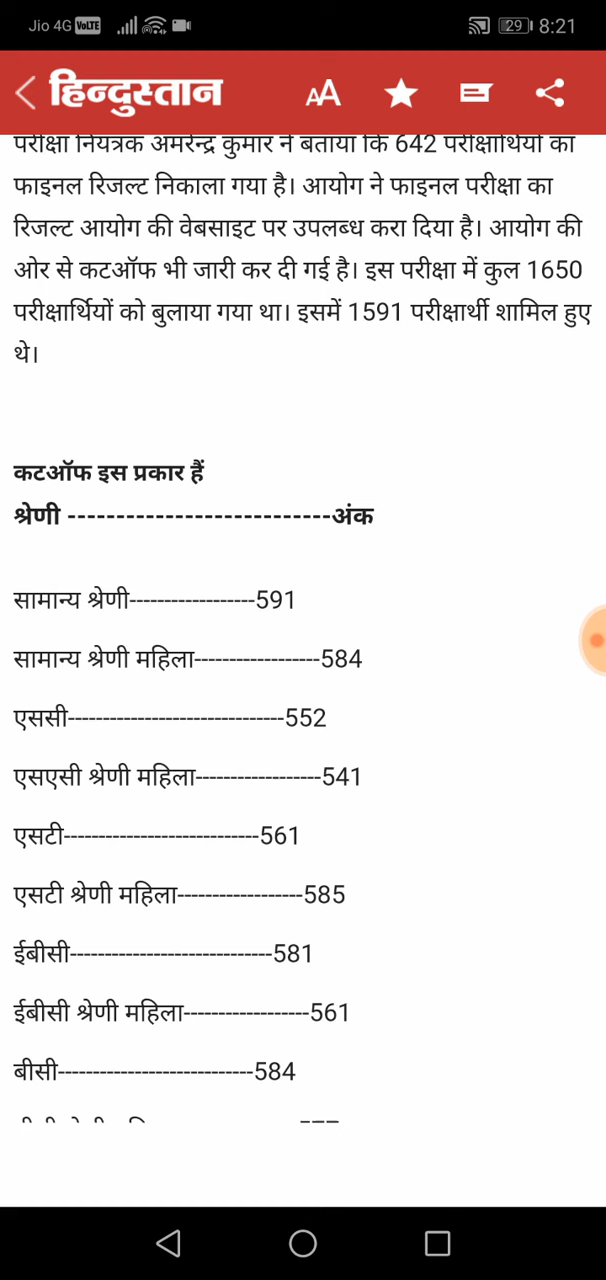 Jio 4G VoLTE 29 8:21
हिन्दुस्तान AA
परीक्षा नियंत्रक अमरेन्द्र कुमार ने बताया कि 642 परीक्षार्थियों का
फाइनल रिजल्ट निकाला गया है। आयोग ने फाइनल परीक्षा का
रिजल्ट आयोग की वेबसाइट पर उपलब्ध करा दिया है। आयोग की
ओर से कटऑफ भी जारी कर दी गई है। इस परीक्षा में कुल 1650
परीक्षार्थियों को बुलाया गया था। इसमें 1591 परीक्षार्थी शामिल हुए
थे।
कटऑफ इस प्रकार हैं
श्रेणी ---------------------------अंक
सामान्य श्रेणी------------------591
सामान्य श्रेणी महिला------------------584
एससी-------------------------------552
एसएसी श्रेणी महिला------------------541
एसटी----------------------------561
एसटी श्रेणी महिला------------------585
ईबीसी-----------------------------581
ईबीसी श्रेणी महिला------------------561
बीसी----------------------------584